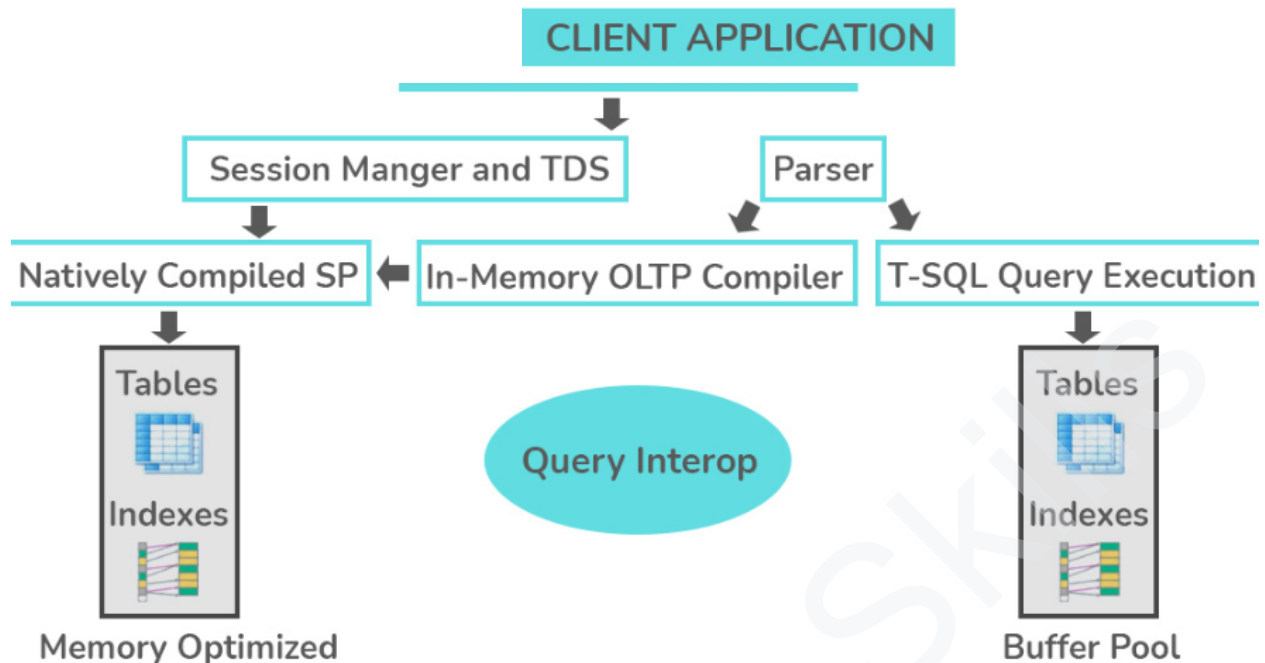 CLIENT APPLICATION
Session Manger and TDS
Parser
Natively Compiled SP
In-Memory OLTP Compiler
T-SQL Query Execution
Tables
Indexes
Memory Optimized
Query Interop
Tables
Indexes
Buffer Pool
Skills